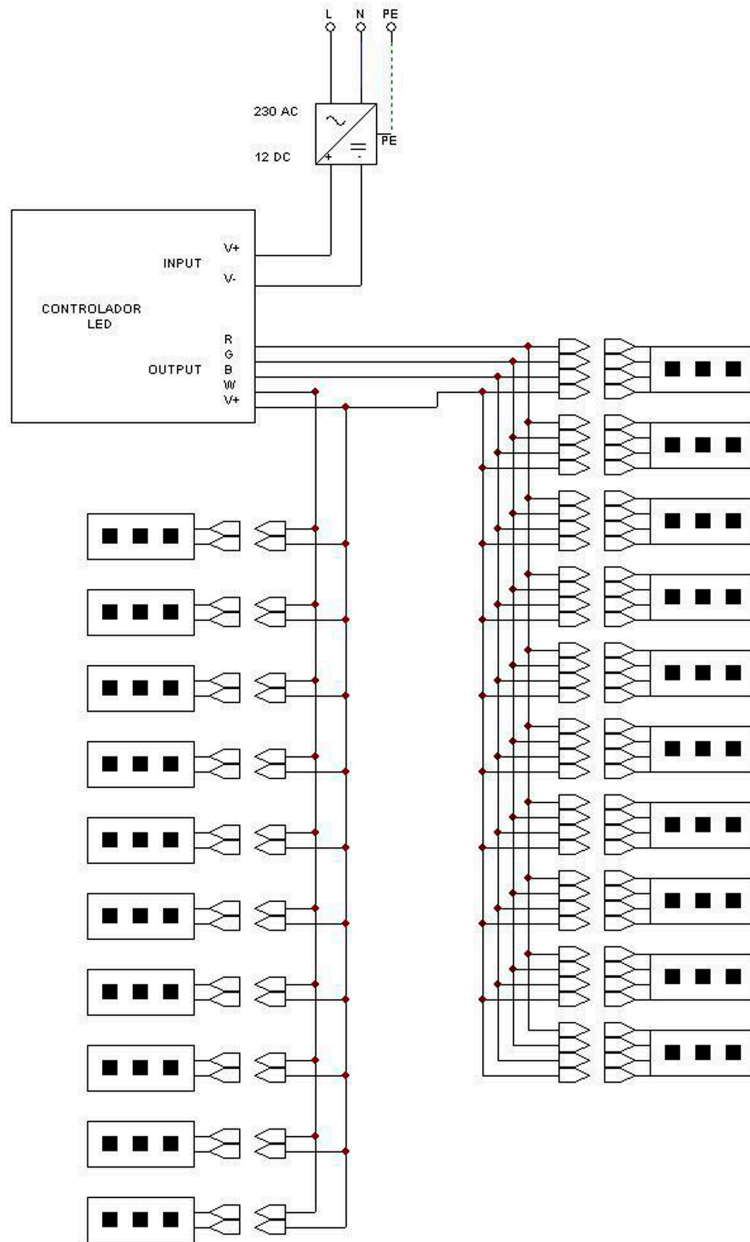 L N PE
230 AC
PE
12 DC
+ -
V+
INPUT
V-
CONTROLADOR
LED
R
G
OUTPUT B
W
V+